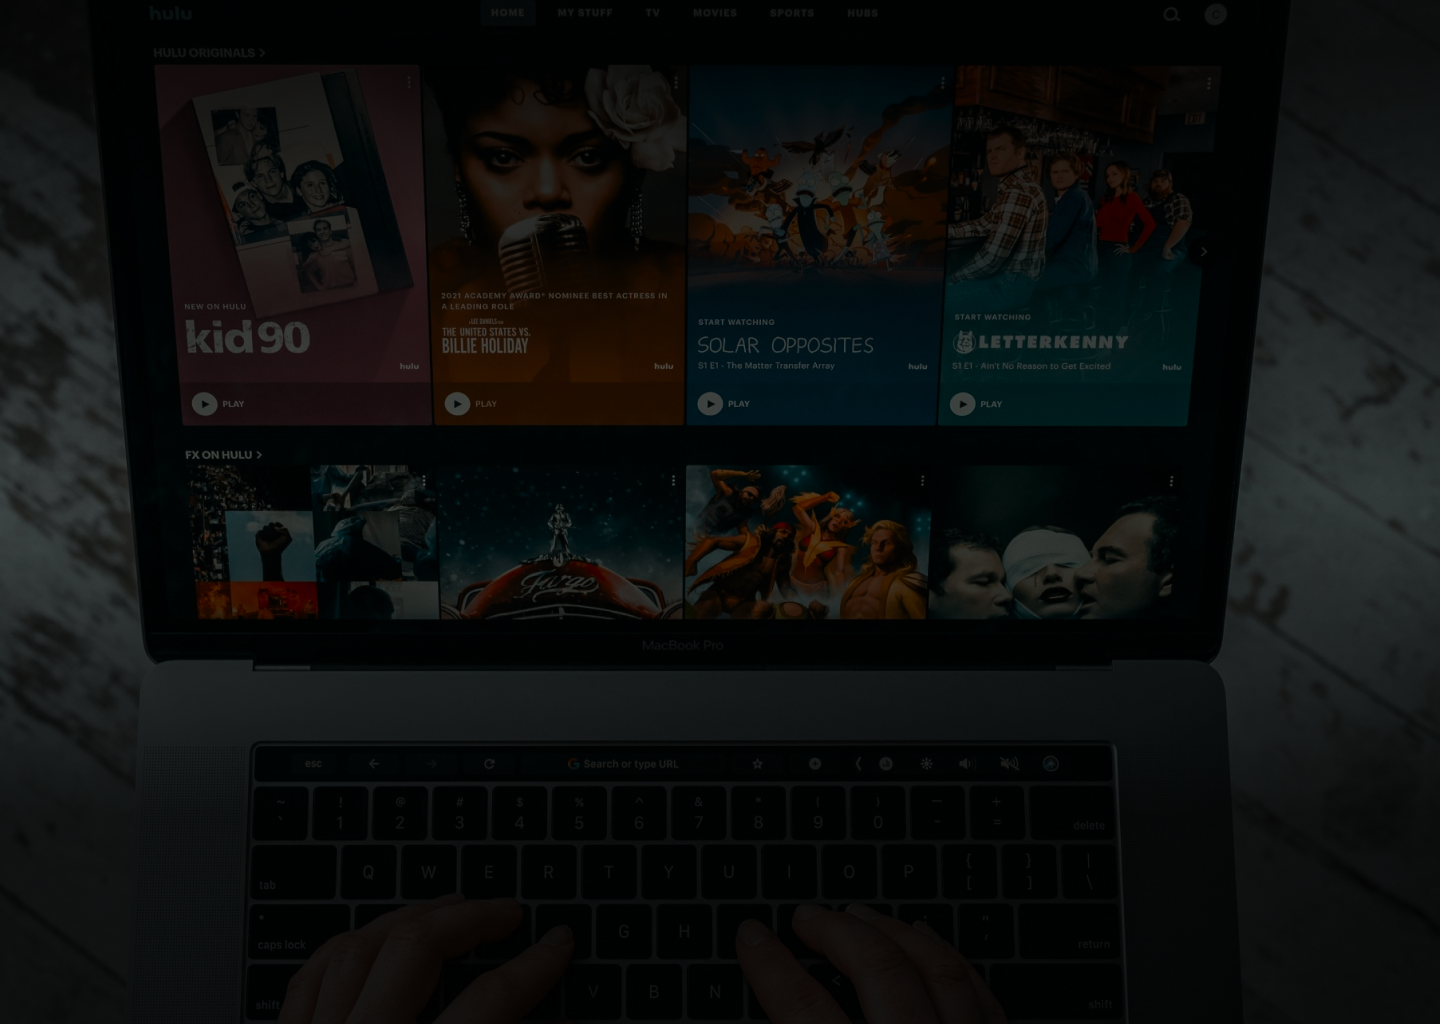 hulu
HOME MY STUFF TV MOVIES SPORTS HUBS
HULU ORIGINALS >
NEW ON HULU
kid 90
hulu
PLAY
2021 ACADEMY AWARD® NOMINEE BEST ACTRESS IN
A LEADING ROLE
THE UNITED STATES VS.
BILLIE HOLIDAY
hulu
PLAY
START WATCHING
SOLAR OPPOSITES
S1 E1 - The Matter Transfer Array
hulu
PLAY
START WATCHING
LETTERKENNY
S1 E1 - Ain't No Reason to Get Excited
hulu
PLAY
FX ON HULU >
Fargo
MacBook Pro
esc Search or type URL
~ ! @ # $ % ^ & * ( ) — +
` 1 2 3 4 5 6 7 8 9 0 - = delete
tab Q W E R T Y U I O P { [ } ] | \
caps lock G H " ' return
shift V B N < shift